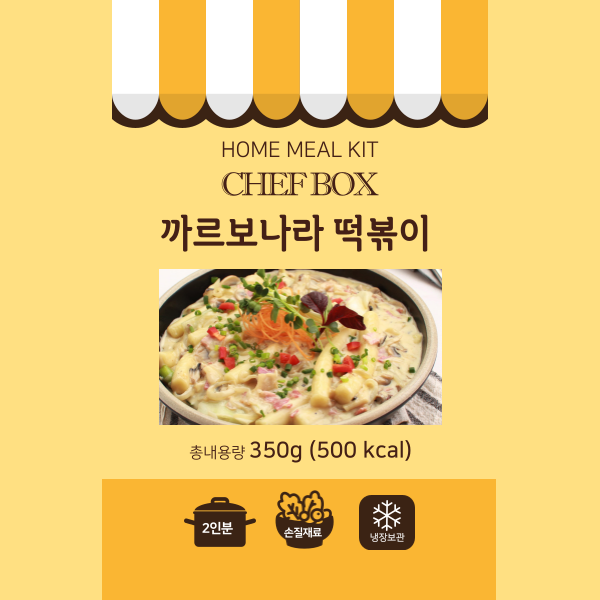 HOME MEAL KIT
CHEF BOX
까르보나라 떡볶이
총내용량 350g (500 kcal)
2인분
손질재료
냉장보관